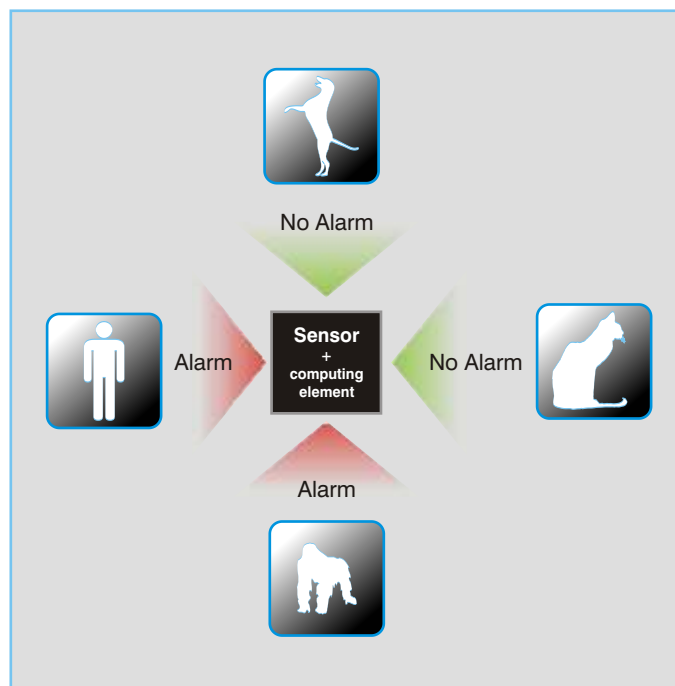 No Alarm
Alarm
Sensor
+
computing
element
No Alarm
Alarm